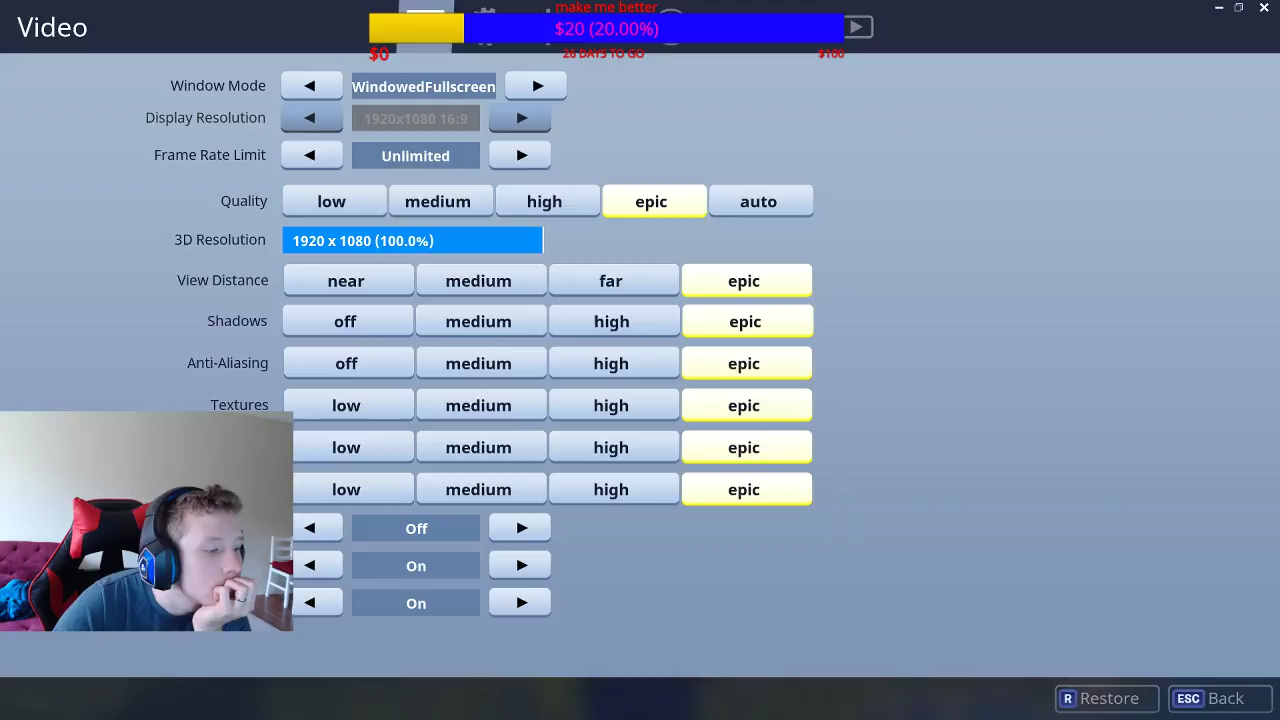 make me better
Video
$20 (20.00%)
$0
26 DAYS TO GO
$100
Window Mode
WindowedFullscreen
Display Resolution
1920x1080 16:9
Frame Rate Limit
Unlimited
Quality
low
medium
high
epic
auto
3D Resolution
1920 x 1080 (100.0%)
View Distance
near
medium
far
epic
Shadows
off
medium
high
epic
Anti-Aliasing
off
medium
high
epic
Textures
low
medium
high
epic
low
medium
high
epic
low
medium
high
epic
Off
On
On
R Restore
ESC Back